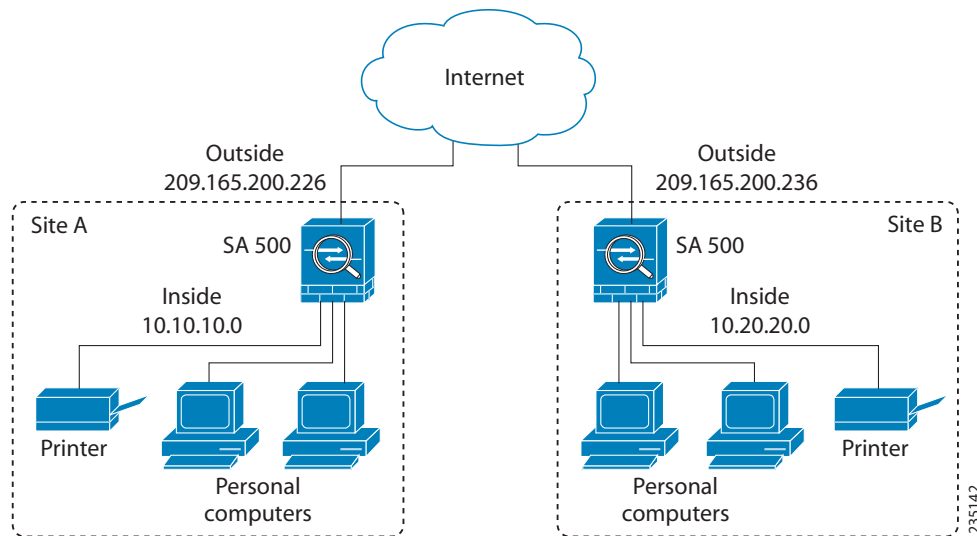 Internet
Outside
209.165.200.226
Outside
209.165.200.236
Site A
SA 500
SA 500
Site B
Inside
10.10.10.0
Inside
10.20.20.0
Printer
Personal
computers
Personal
computers
Printer
235142